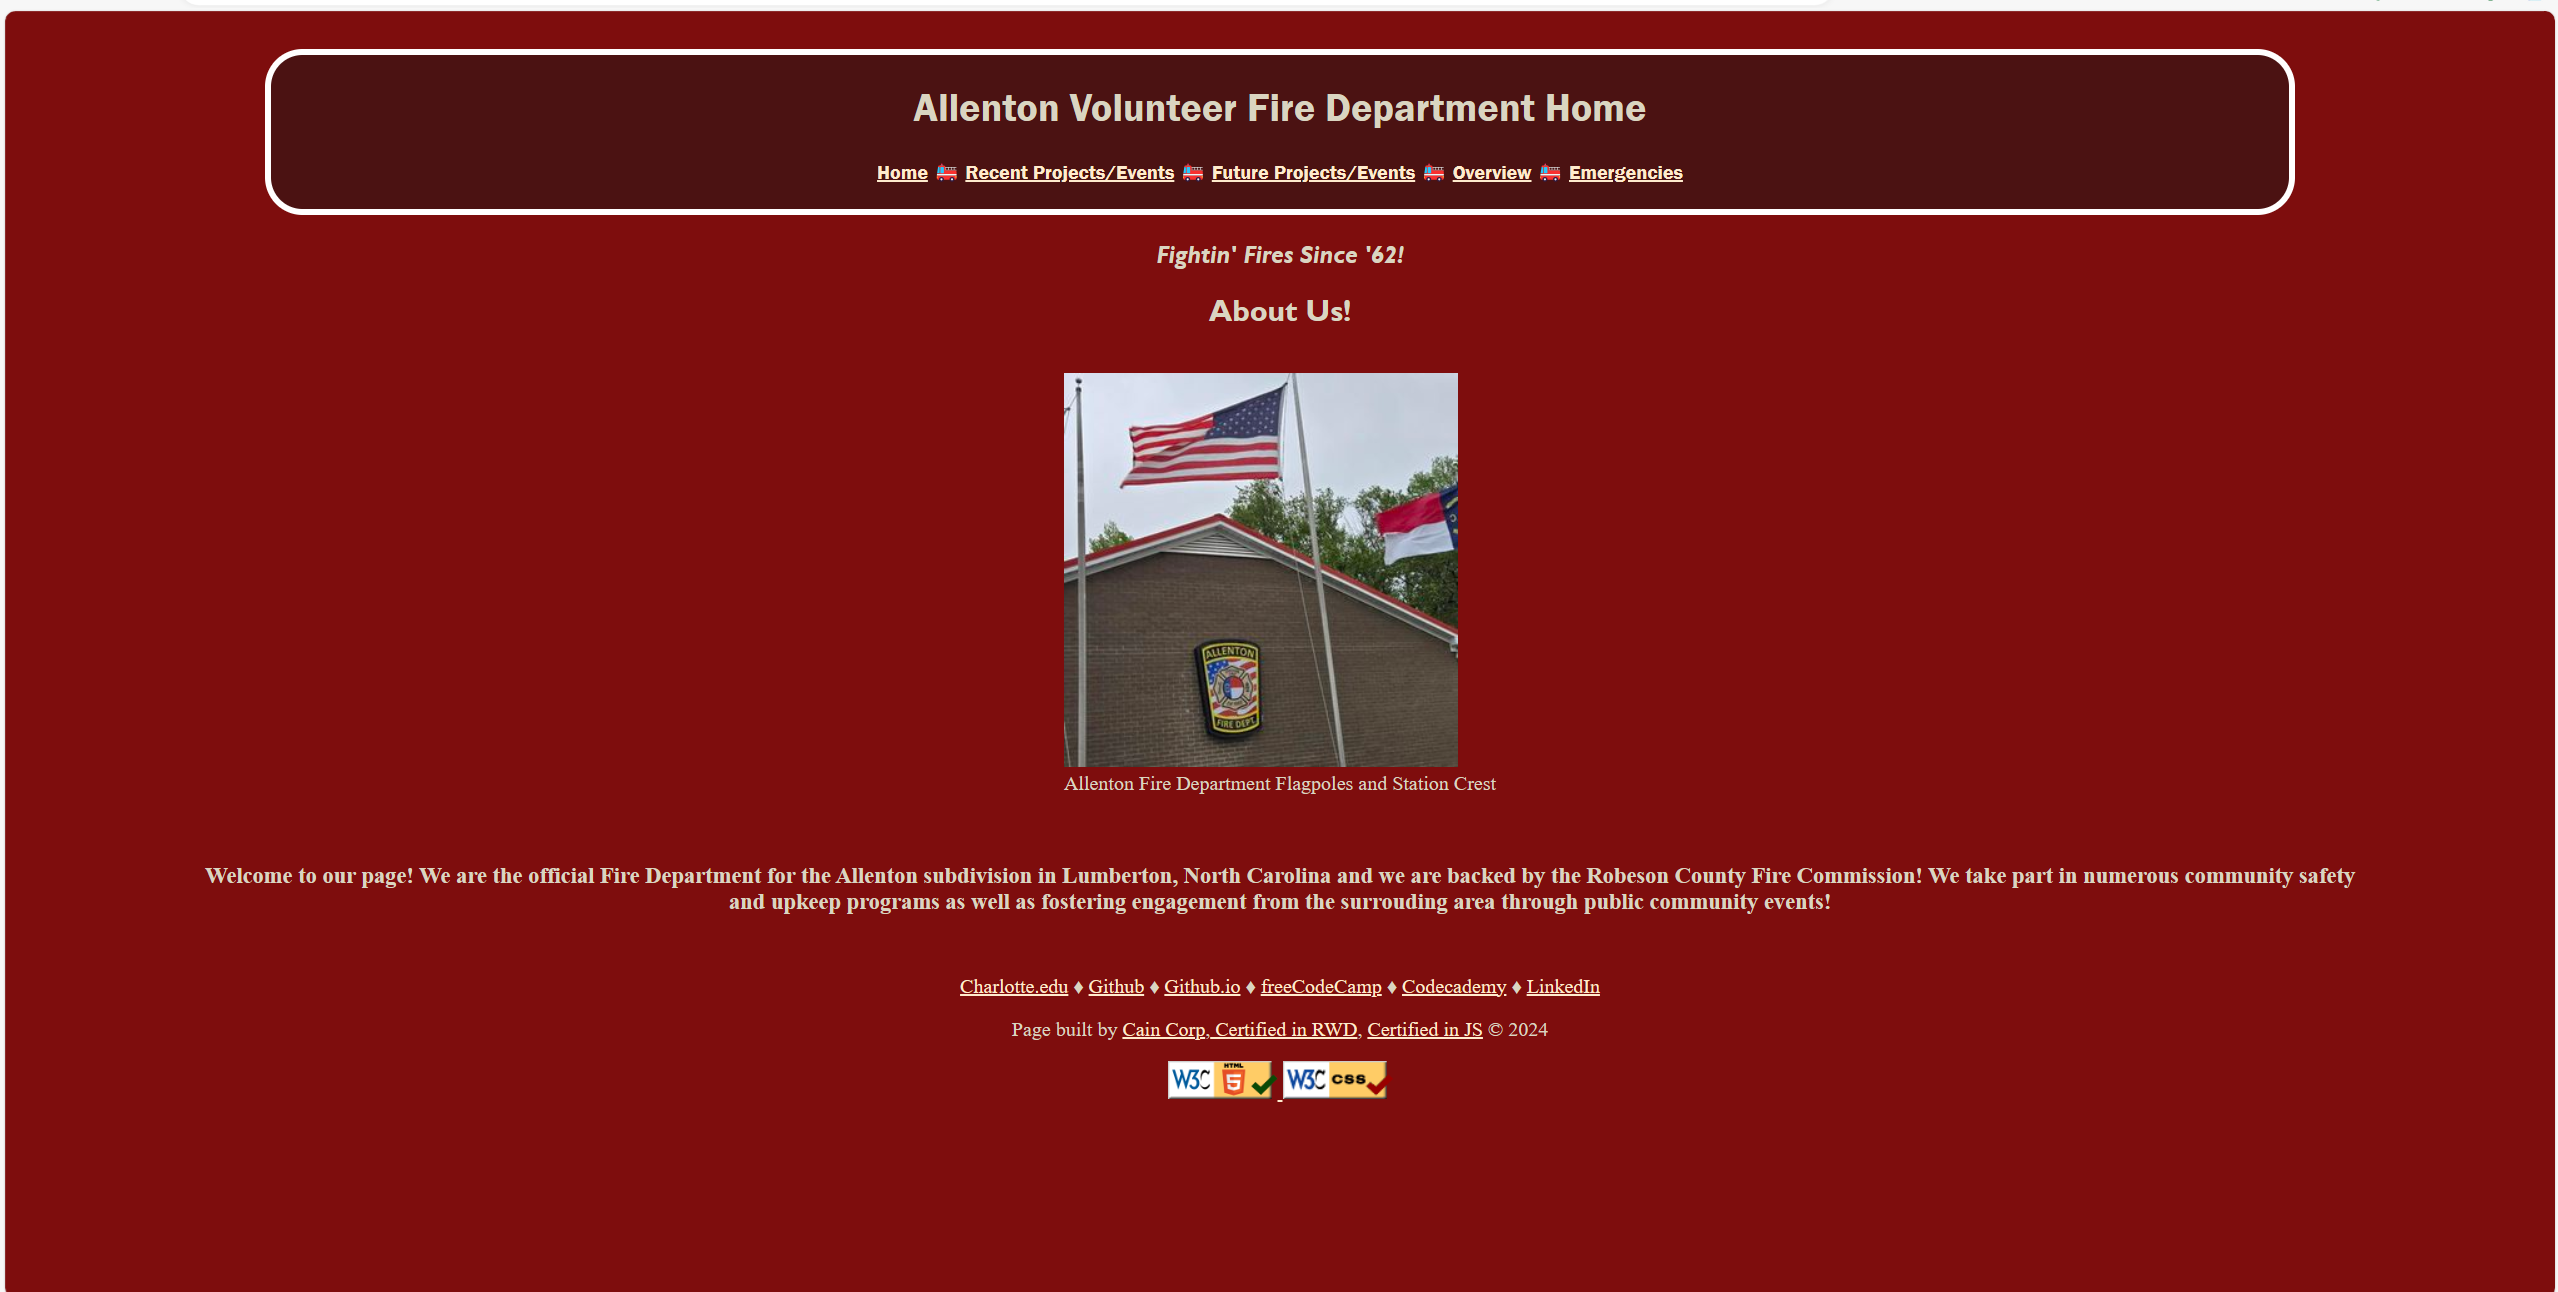 Allenton Volunteer Fire Department Home
Home 🚒 Recent Projects/Events 🚒 Future Projects/Events 🚒 Overview 🚒 Emergencies
Fightin' Fires Since '62!
About Us!
ALLENTON
FIRE DEPT.
Allenton Fire Department Flagpoles and Station Crest
Welcome to our page! We are the official Fire Department for the Allenton subdivision in Lumberton, North Carolina and we are backed by the Robeson County Fire Commission! We take part in numerous community safety
and upkeep programs as well as fostering engagement from the surrouding area through public community events!
Charlotte.edu ♦ Github ♦ Github.io ♦ freeCodeCamp ♦ Codecademy ♦ LinkedIn
Page built by Cain Corp, Certified in RWD, Certified in JS © 2024
W3C HTML 5 W3C css